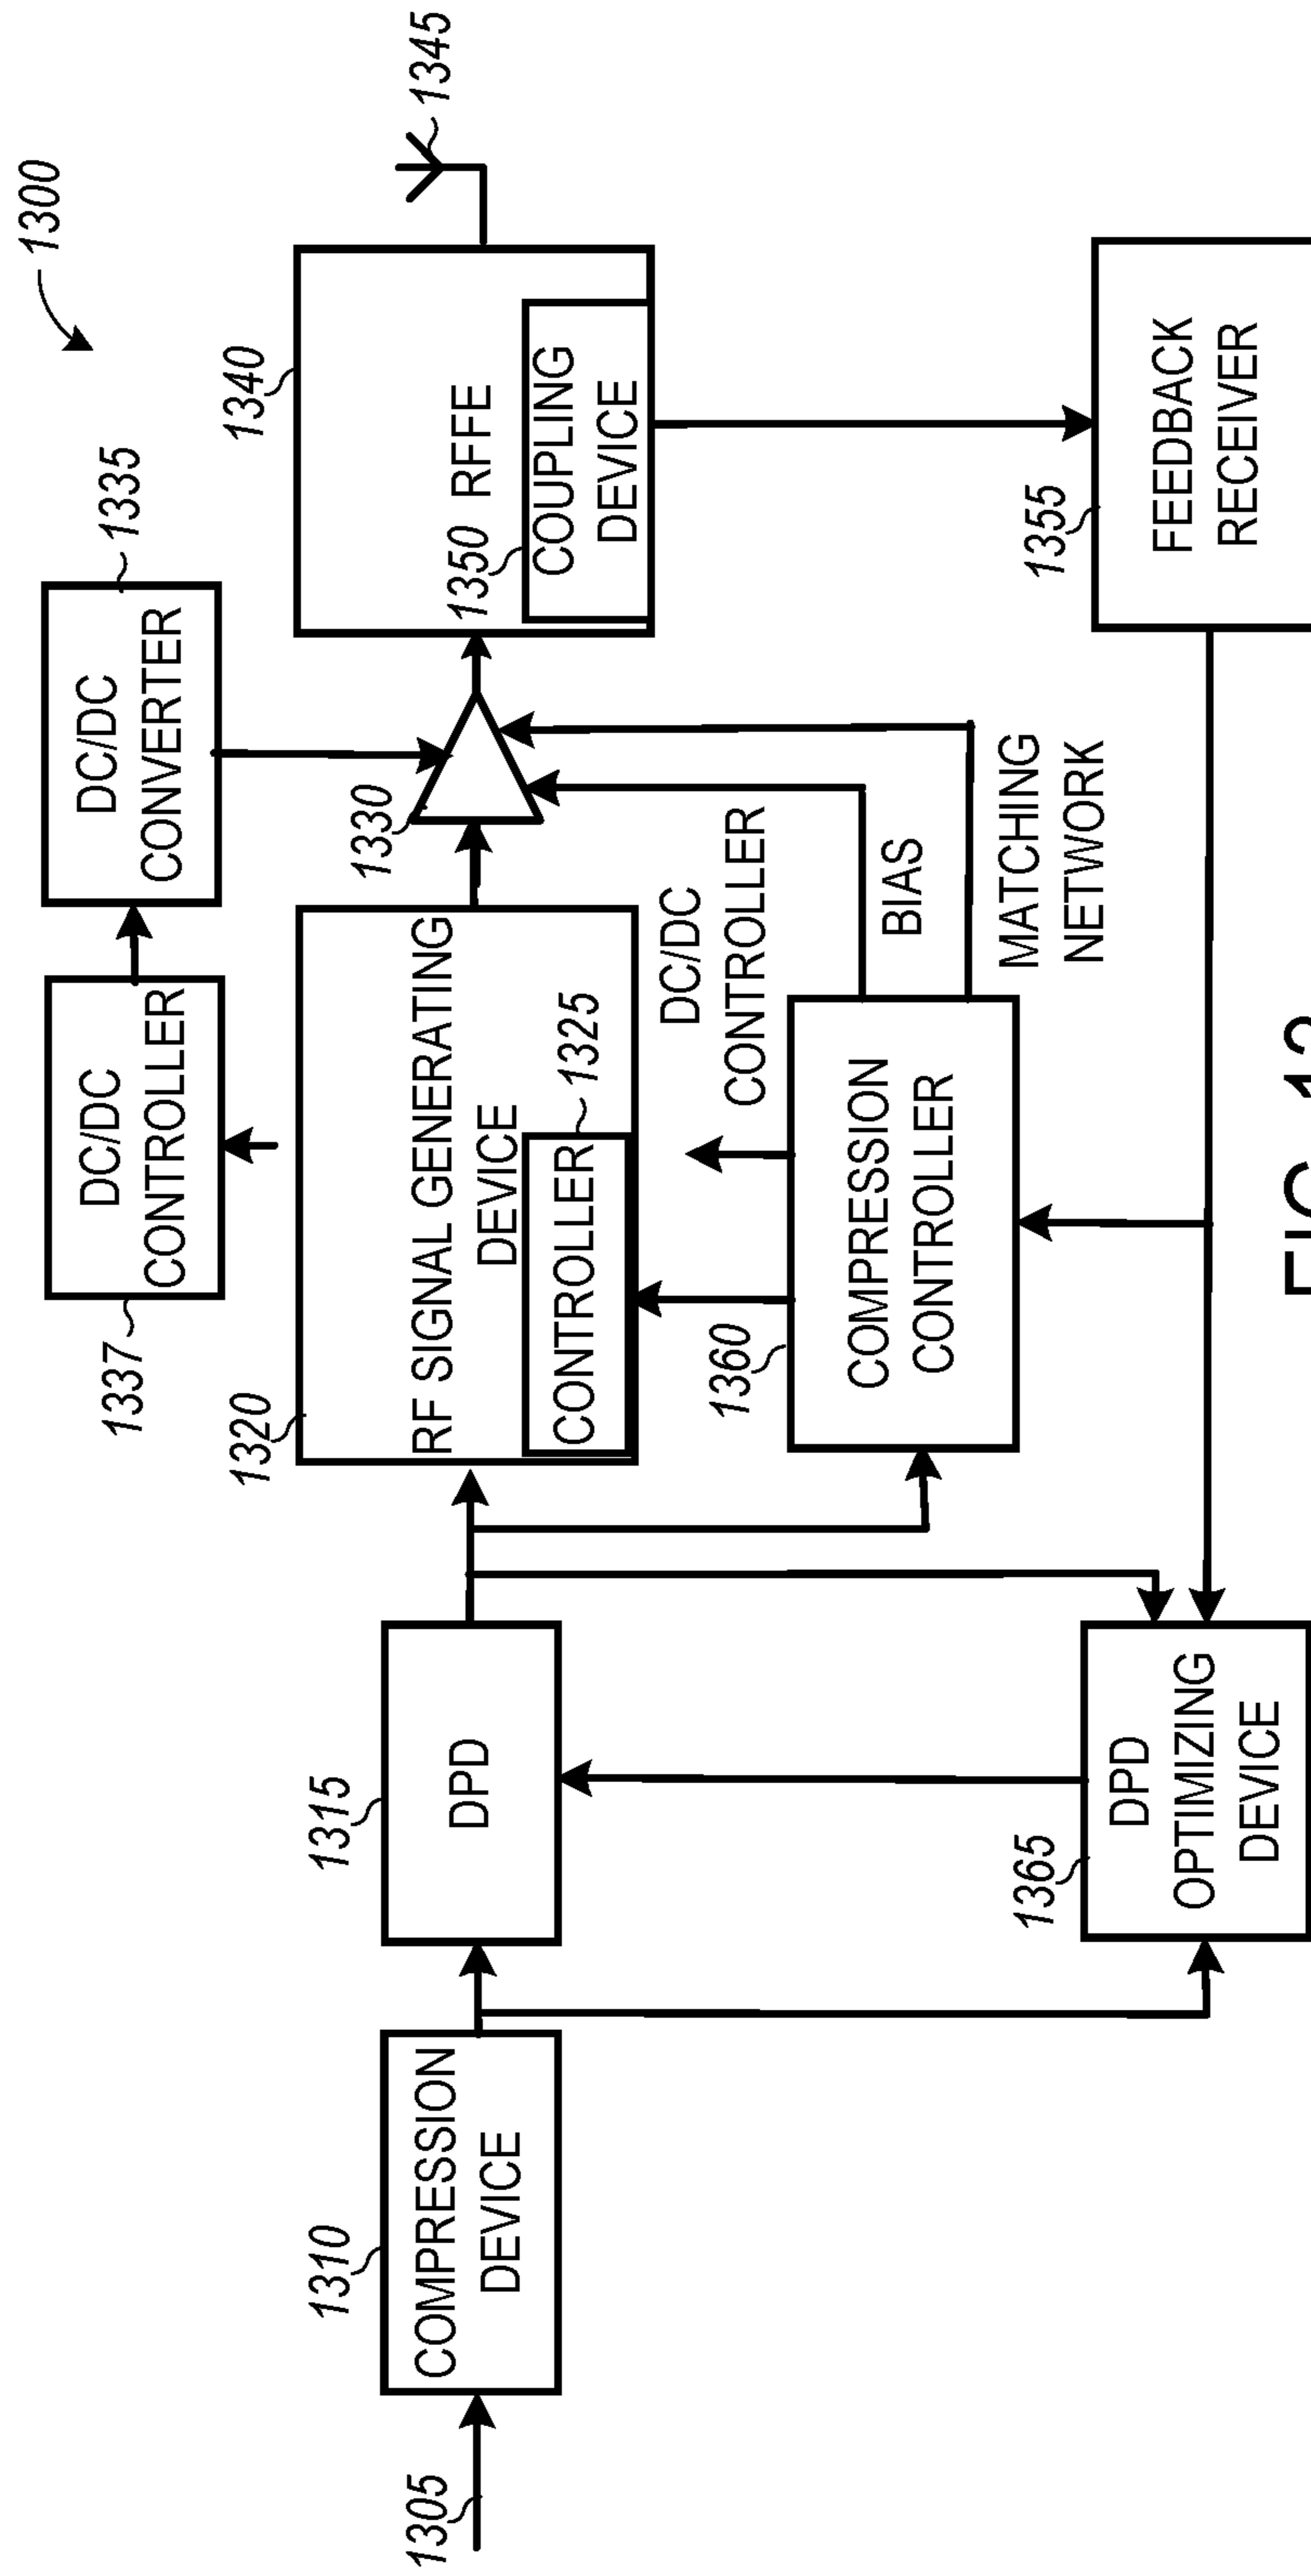 1300
1337
DC/DC
CONTROLLER
DC/DC
CONVERTER
1335
1305
1310
COMPRESSION
DEVICE
1315
DPD
1320
RF SIGNAL GENERATING
DEVICE
CONTROLLER
1325
1330
1340
RFFE
1350
COUPLING
DEVICE
1345
DC/DC
CONTROLLER
1360
COMPRESSION
CONTROLLER
BIAS
MATCHING
NETWORK
1365
DPD
OPTIMIZING
DEVICE
1355
FEEDBACK
RECEIVER
FIG